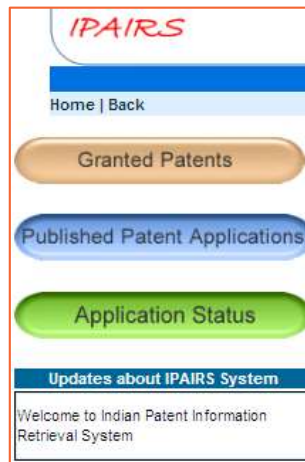 IPAIRS
Home | Back
Granted Patents
Published Patent Applications
Application Status
Updates about IPAIRS System
Welcome to Indian Patent Information
Retrieval System